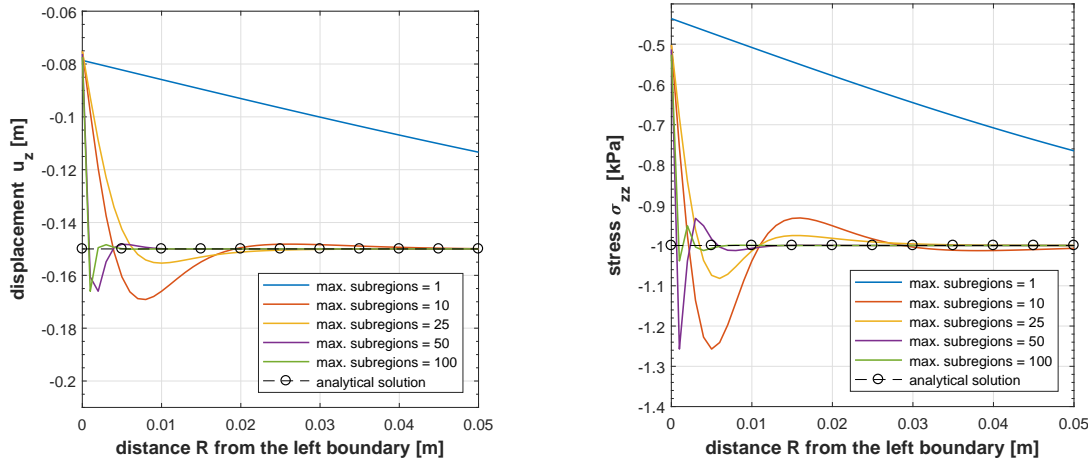 -0.06
-0.08
-0.1
-0.12
-0.14
-0.16
-0.18
-0.2
displacement u_z [m]
0
0.01
0.02
0.03
0.04
0.05
distance R from the left boundary [m]
max. subregions = 1
max. subregions = 10
max. subregions = 25
max. subregions = 50
max. subregions = 100
analytical solution
-0.5
-0.6
-0.7
-0.8
-0.9
-1
-1.1
-1.2
-1.3
-1.4
stress σ_zz [kPa]
0
0.01
0.02
0.03
0.04
0.05
distance R from the left boundary [m]
max. subregions = 1
max. subregions = 10
max. subregions = 25
max. subregions = 50
max. subregions = 100
analytical solution